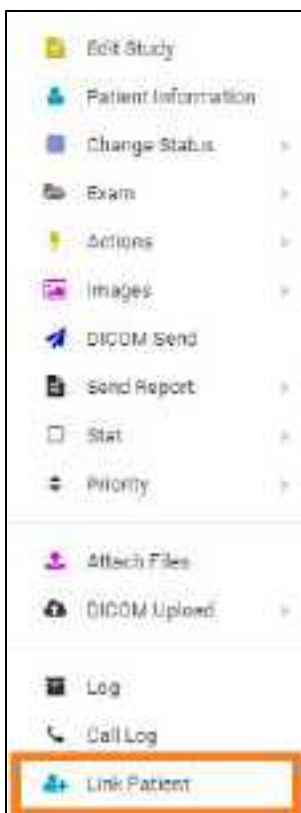 Edit Study
Patient Information
Change Status
Exam
Actions
Images
DICOM Send
Send Report
Stat
Priority
Attach Files
DICOM Upload
Log
Call Log
Link Patient